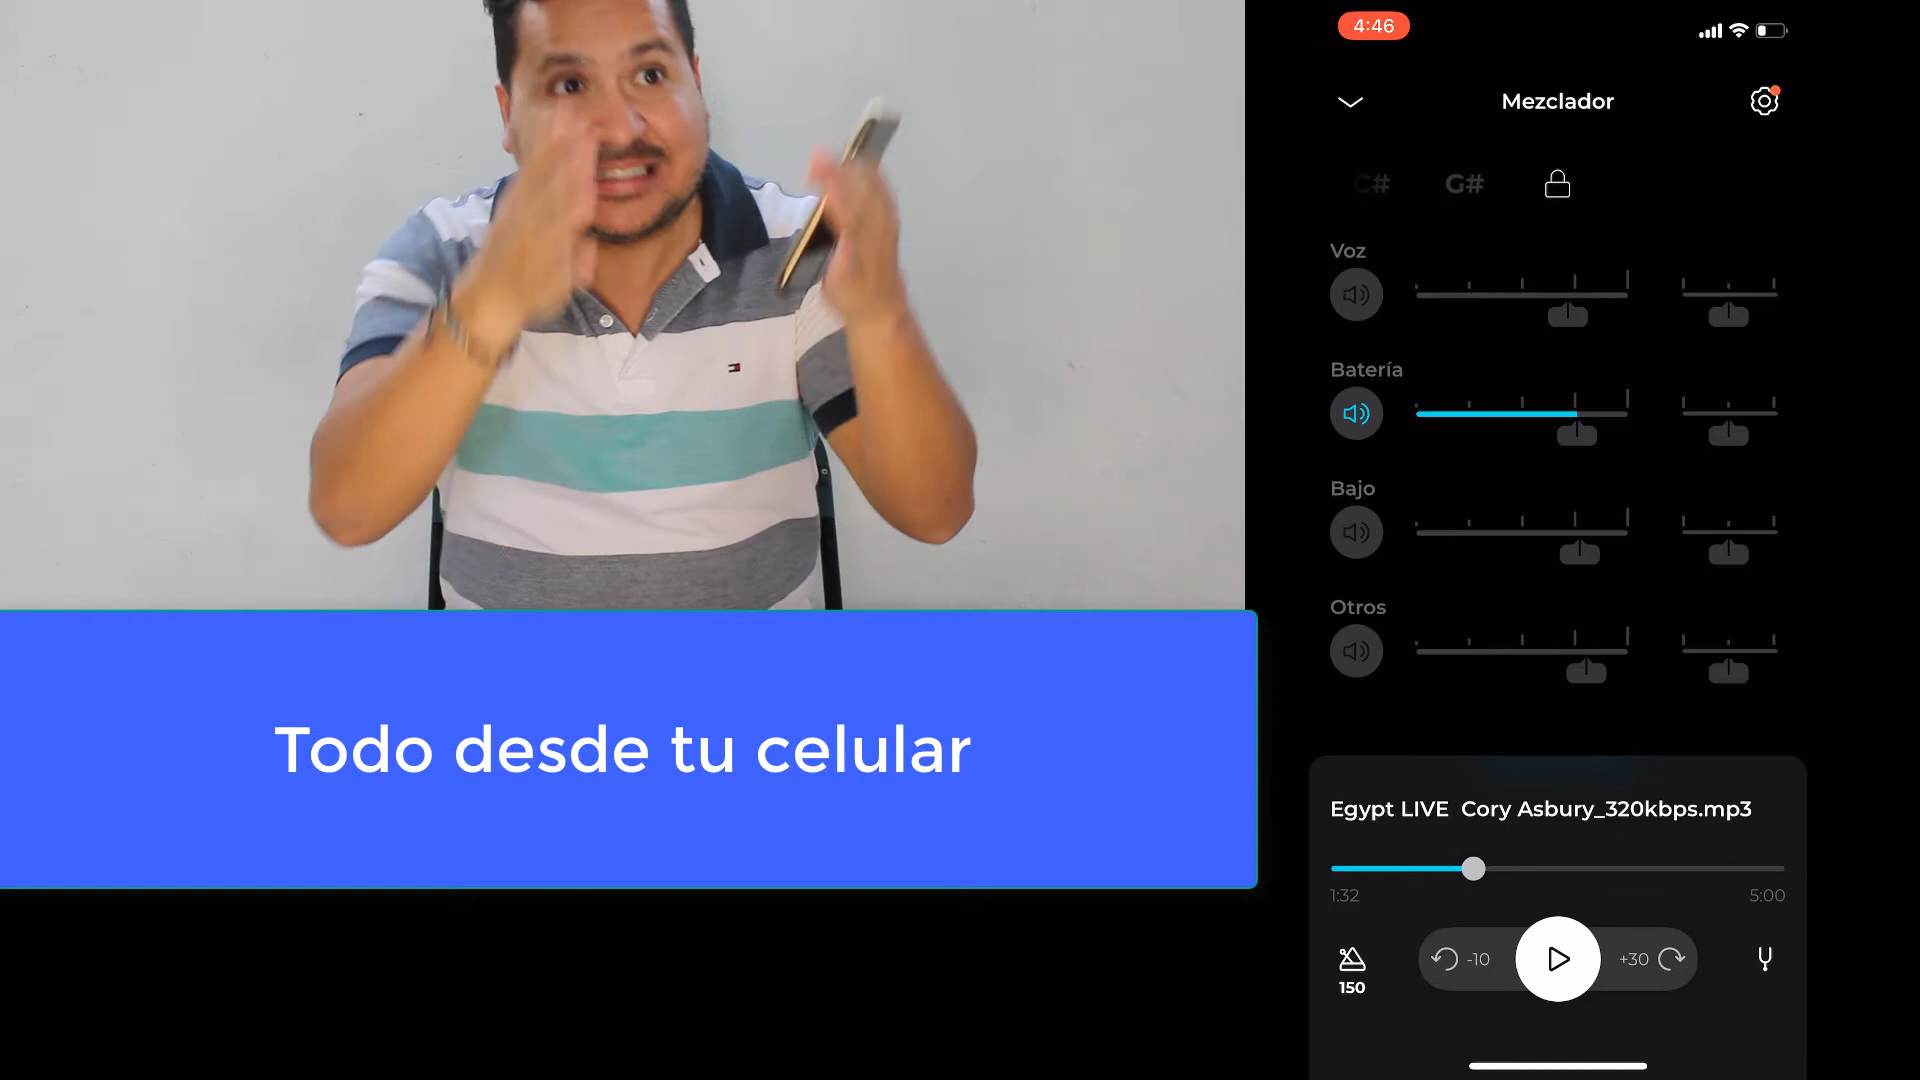 4:46
Mezclador
C# G#
Voz
Batería
Bajo
Otros
Todo desde tu celular
Egypt LIVE Cory Asbury_320kbps.mp3
1:32 5:00
-10 +30
150